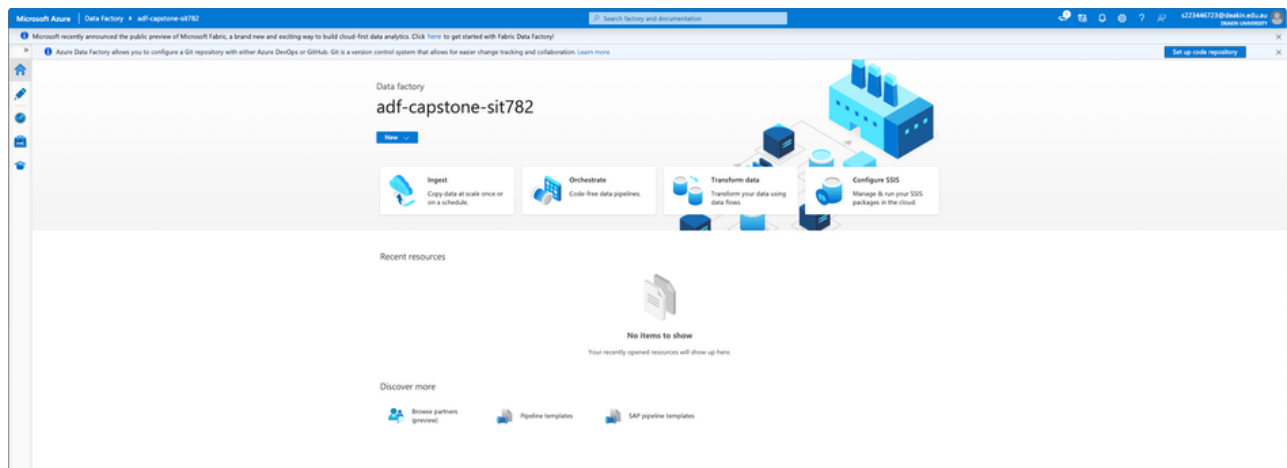 Microsoft Azure | Data Factory ▸ adf-capstone-sit782
Search factory and documentation
s223446723@deakin.edu.au
DEAKIN UNIVERSITY
Microsoft recently announced the public preview of Microsoft Fabric, a brand new and exciting way to build cloud-first data analytics. Click here to get started with Fabric Data Factory!
Azure Data Factory allows you to configure a Git repository with either Azure DevOps or GitHub. Git is a version control system that allows for easier change tracking and collaboration. Learn more
Set up code repository
Data factory
adf-capstone-sit782
New
Ingest
Copy data at scale once or
on a schedule.
Orchestrate
Code-free data pipelines.
Transform data
Transform your data using
data flows.
Configure SSIS
Manage & run your SSIS
packages in the cloud.
Recent resources
No items to show
Your recently opened resources will show up here.
Discover more
Browse partners
(preview)
Pipeline templates
SAP pipeline templates